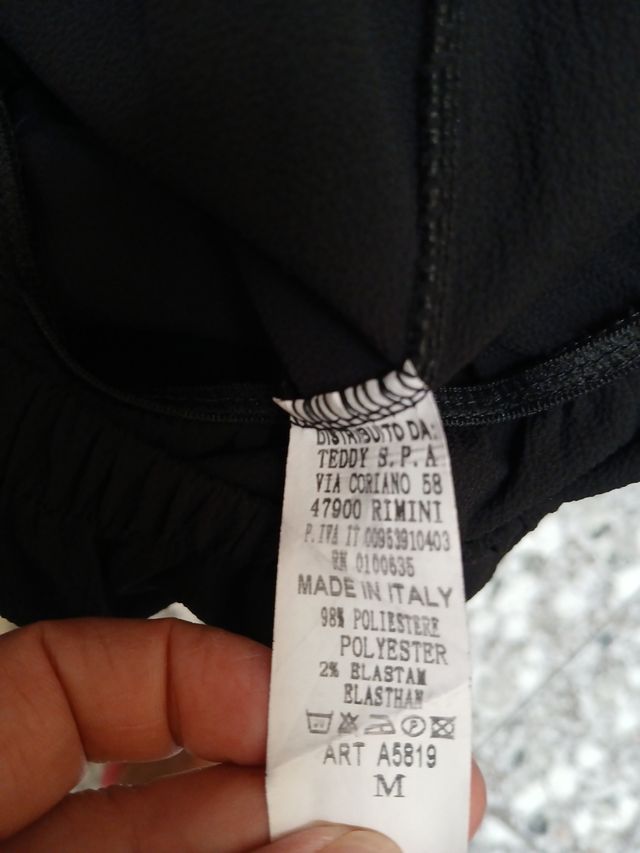 DISTRIBUITO DA:
TEDDY S.P.A
VIA CORIANO 58
47900 RIMINI
P.IVA IT 00953910403
RN 0100635
MADE IN ITALY
98% POLIESTERE
POLYESTER
2% ELASTAM
ELASTHAN
P
ART A5819
M